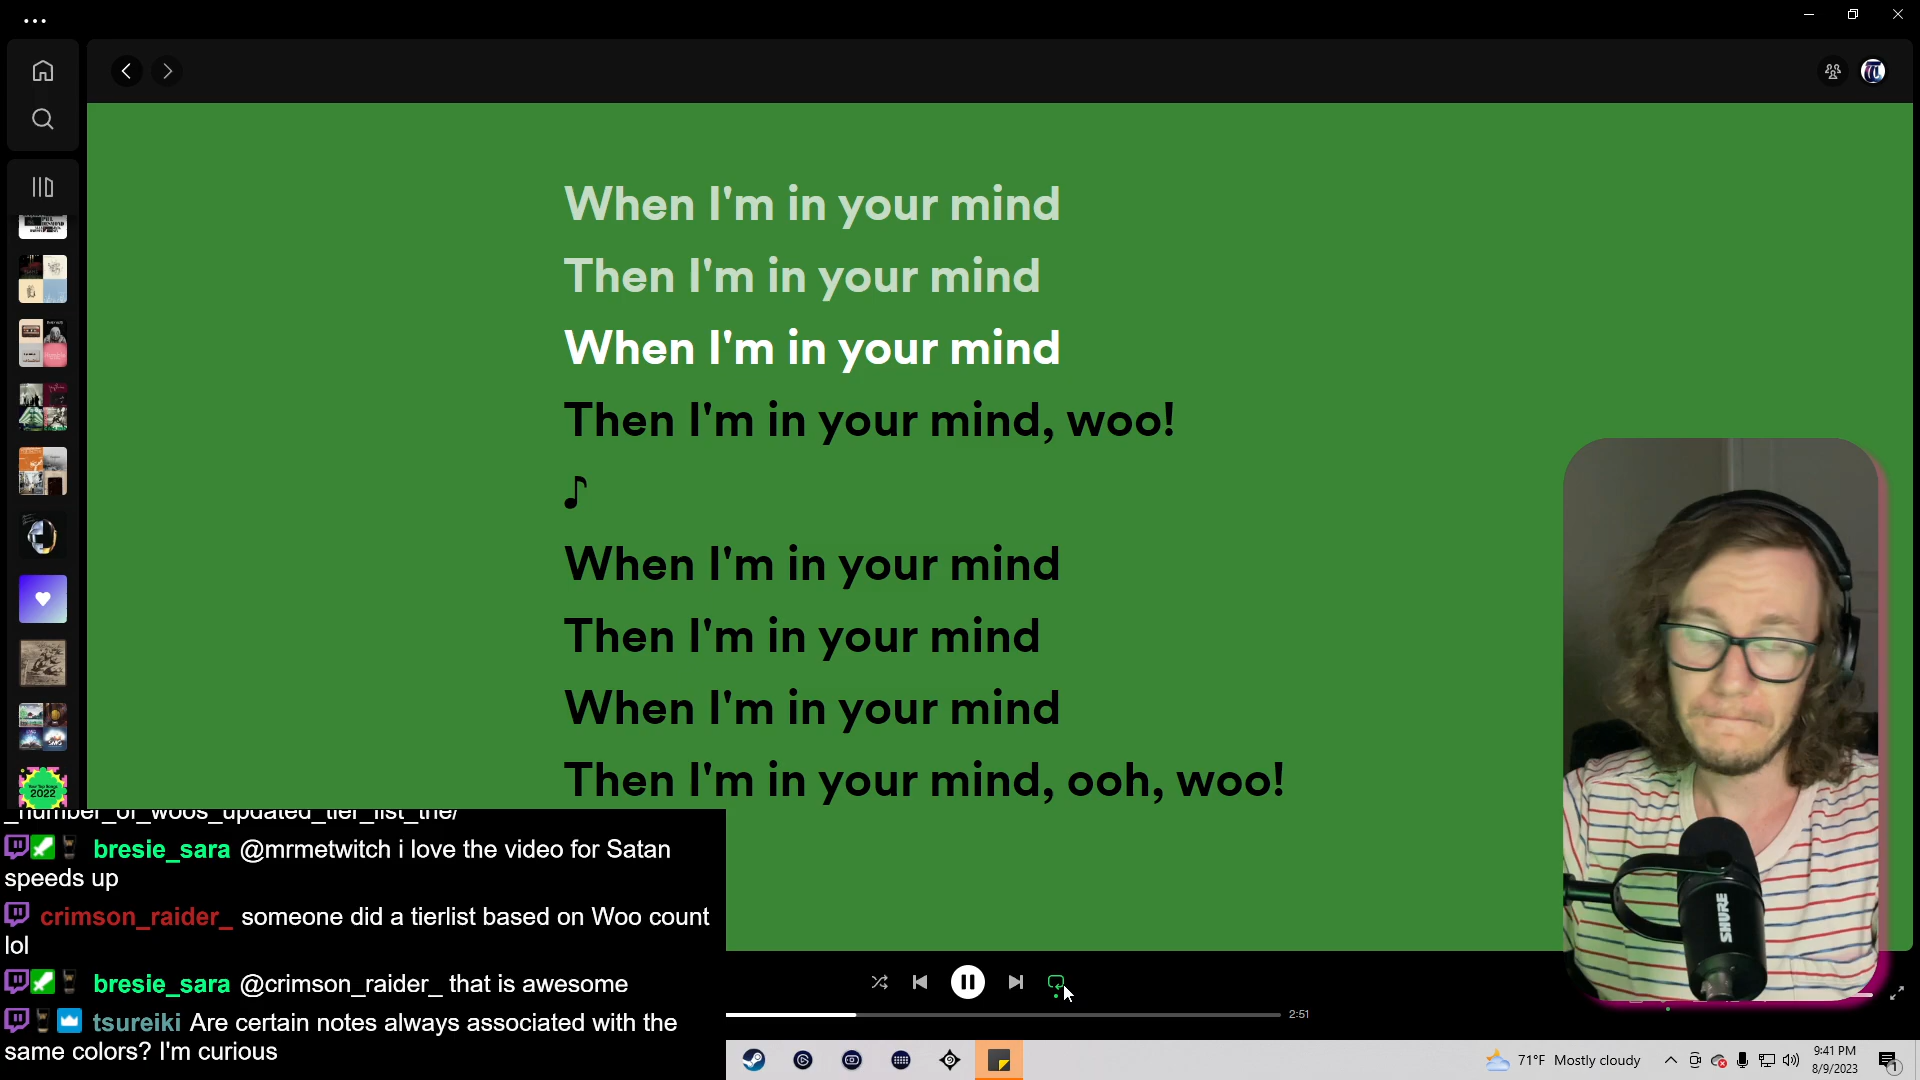 When I'm in your mind
Then I'm in your mind
When I'm in your mind
Then I'm in your mind, woo!
♪
When I'm in your mind
Then I'm in your mind
When I'm in your mind
Then I'm in your mind, ooh, woo!
2022
_number_of_woos_updated_tier_list_the/
bresie_sara @mrmetwitch i love the video for Satan
speeds up
crimson_raider_ someone did a tierlist based on Woo count
lol
bresie_sara @crimson_raider_ that is awesome
tsureiki Are certain notes always associated with the
same colors? I'm curious
2:51
SHURE
71°F Mostly cloudy
9:41 PM
8/9/2023
1